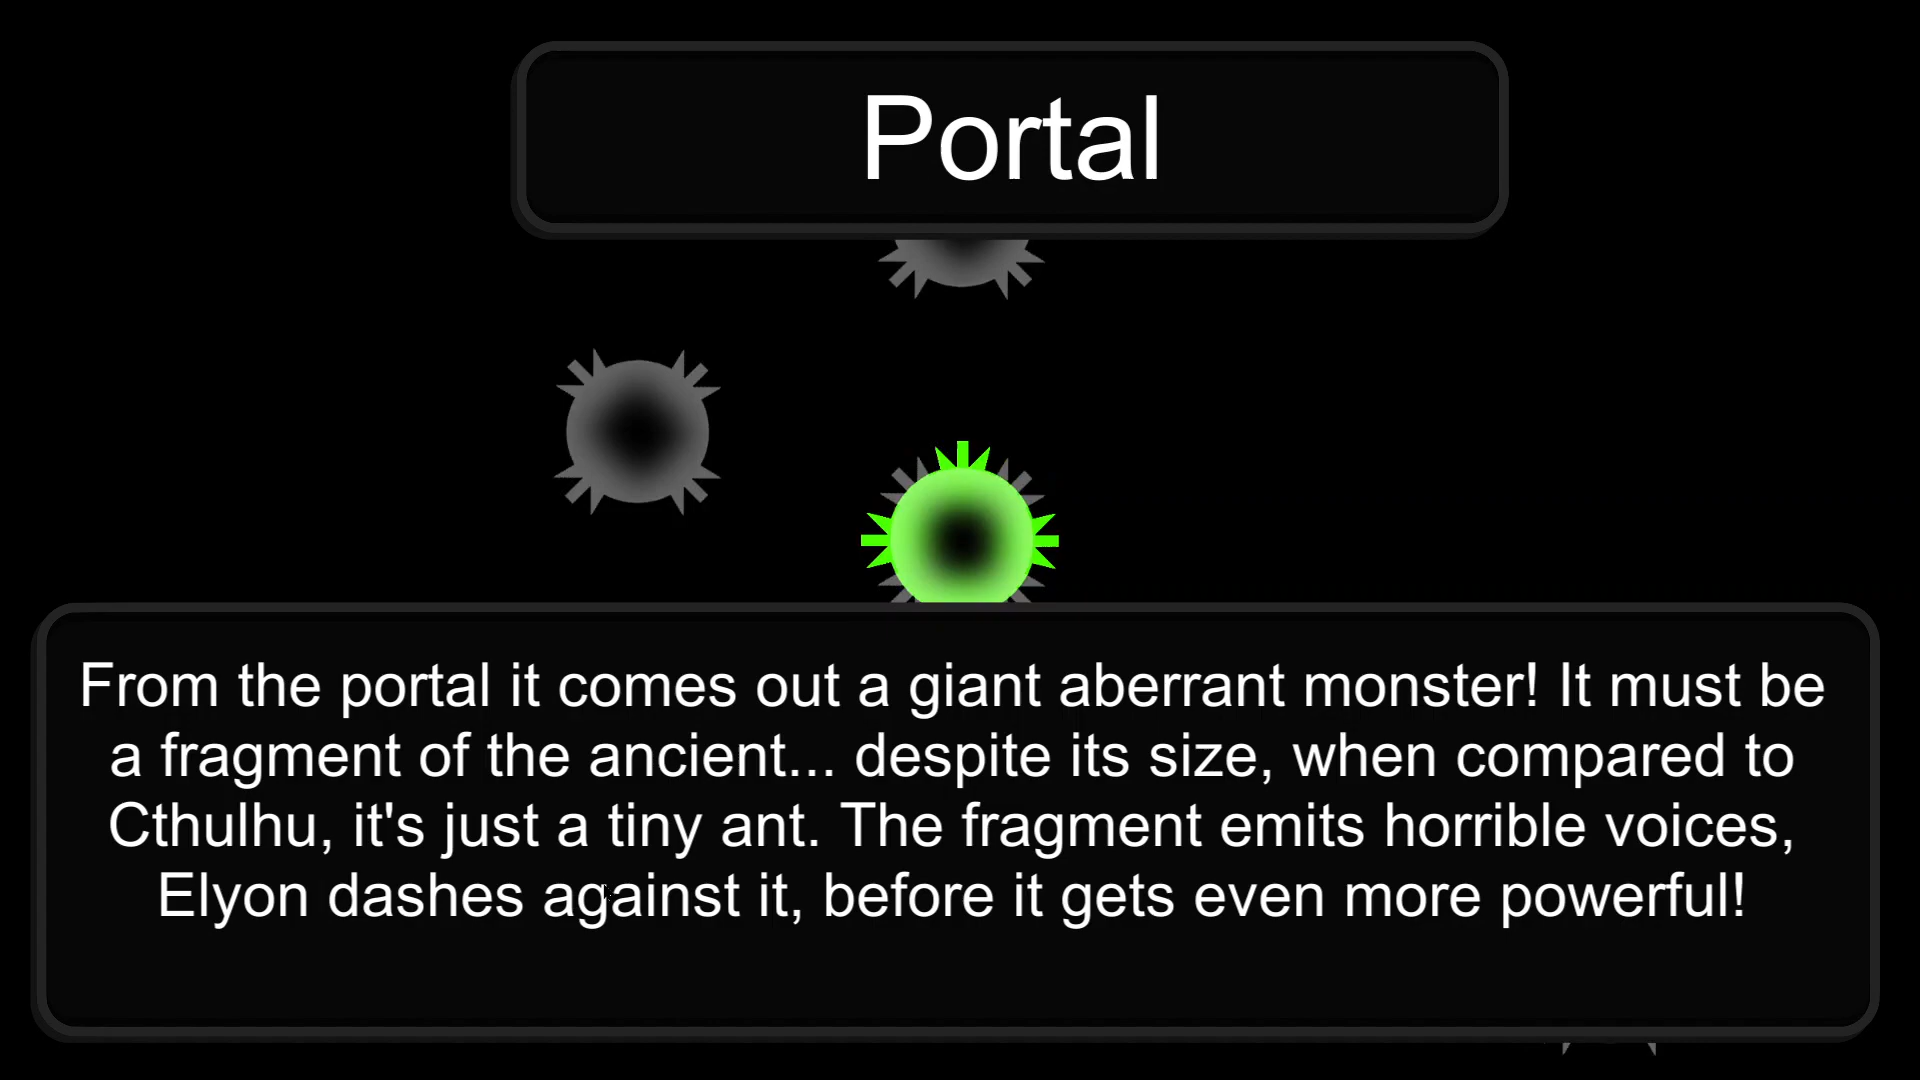 Portal
From the portal it comes out a giant aberrant monster! It must be
a fragment of the ancient... despite its size, when compared to
Cthulhu, it's just a tiny ant. The fragment emits horrible voices,
Elyon dashes against it, before it gets even more powerful!